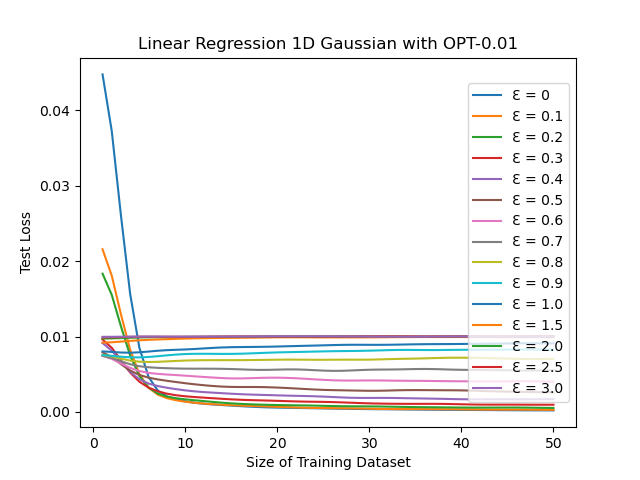 Linear Regression 1D Gaussian with OPT-0.01
Test Loss
0.04
0.03
0.02
0.01
0.00
0
10
20
30
40
50
Size of Training Dataset
Ɛ = 0
Ɛ = 0.1
Ɛ = 0.2
Ɛ = 0.3
Ɛ = 0.4
Ɛ = 0.5
Ɛ = 0.6
Ɛ = 0.7
Ɛ = 0.8
Ɛ = 0.9
Ɛ = 1.0
Ɛ = 1.5
Ɛ = 2.0
Ɛ = 2.5
Ɛ = 3.0